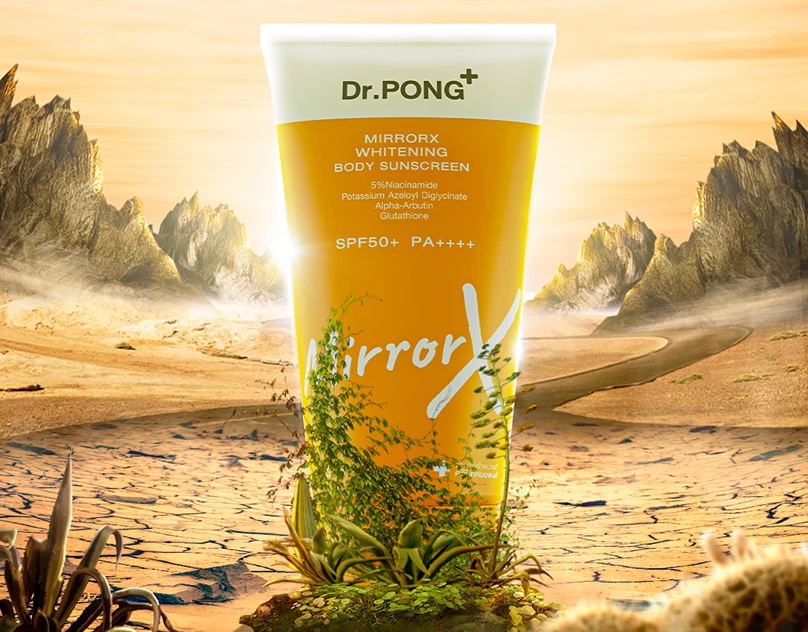 Dr.PONG+
MIRRORX
WHITENING
BODY SUNSCREEN
5%Niacinamide
Potassium Azeloyl Diglycinate
Alpha-Arbutin
Glutathione
SPF50+ PA++++
MirrorX